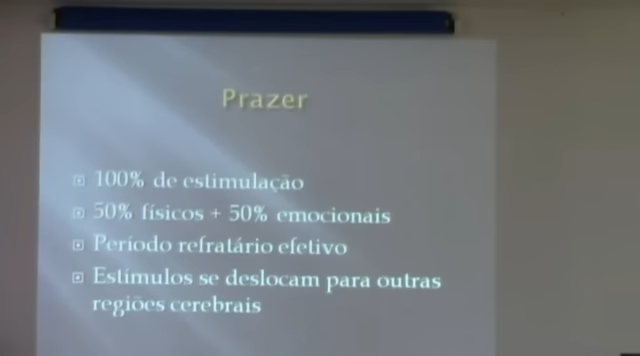 Prazer
100% de estimulação
50% físicos + 50% emocionais
Período refratário efetivo
Estímulos se deslocam para outras
regiões cerebrais